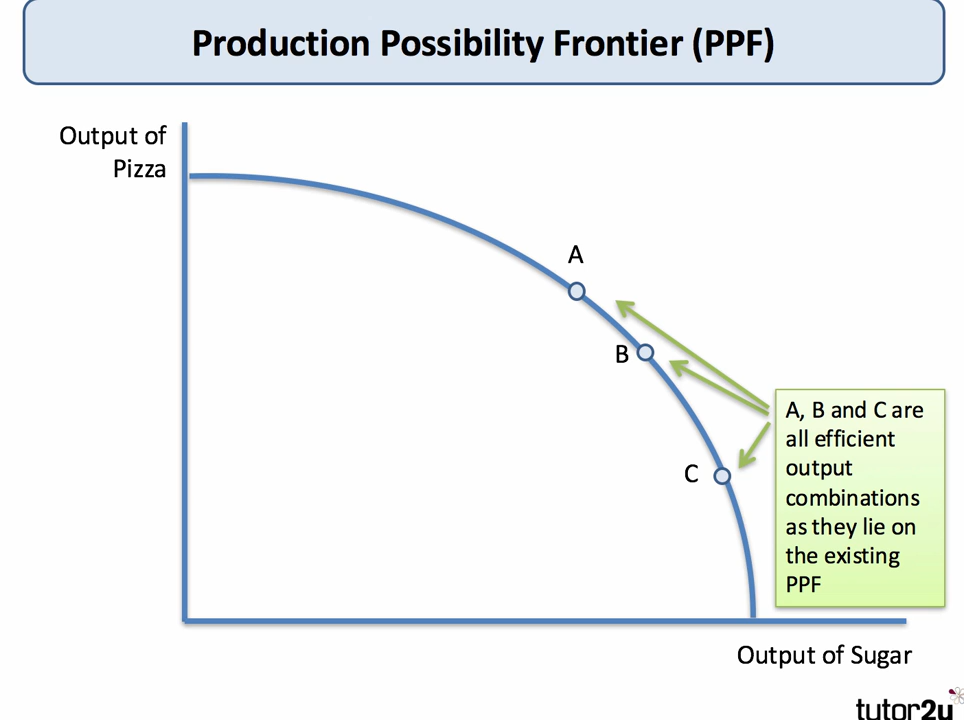 Production Possibility Frontier (PPF)
Output of
Pizza
A
B
C
A, B and C are
all efficient
output
combinations
as they lie on
the existing
PPF
Output of Sugar
tutor2u